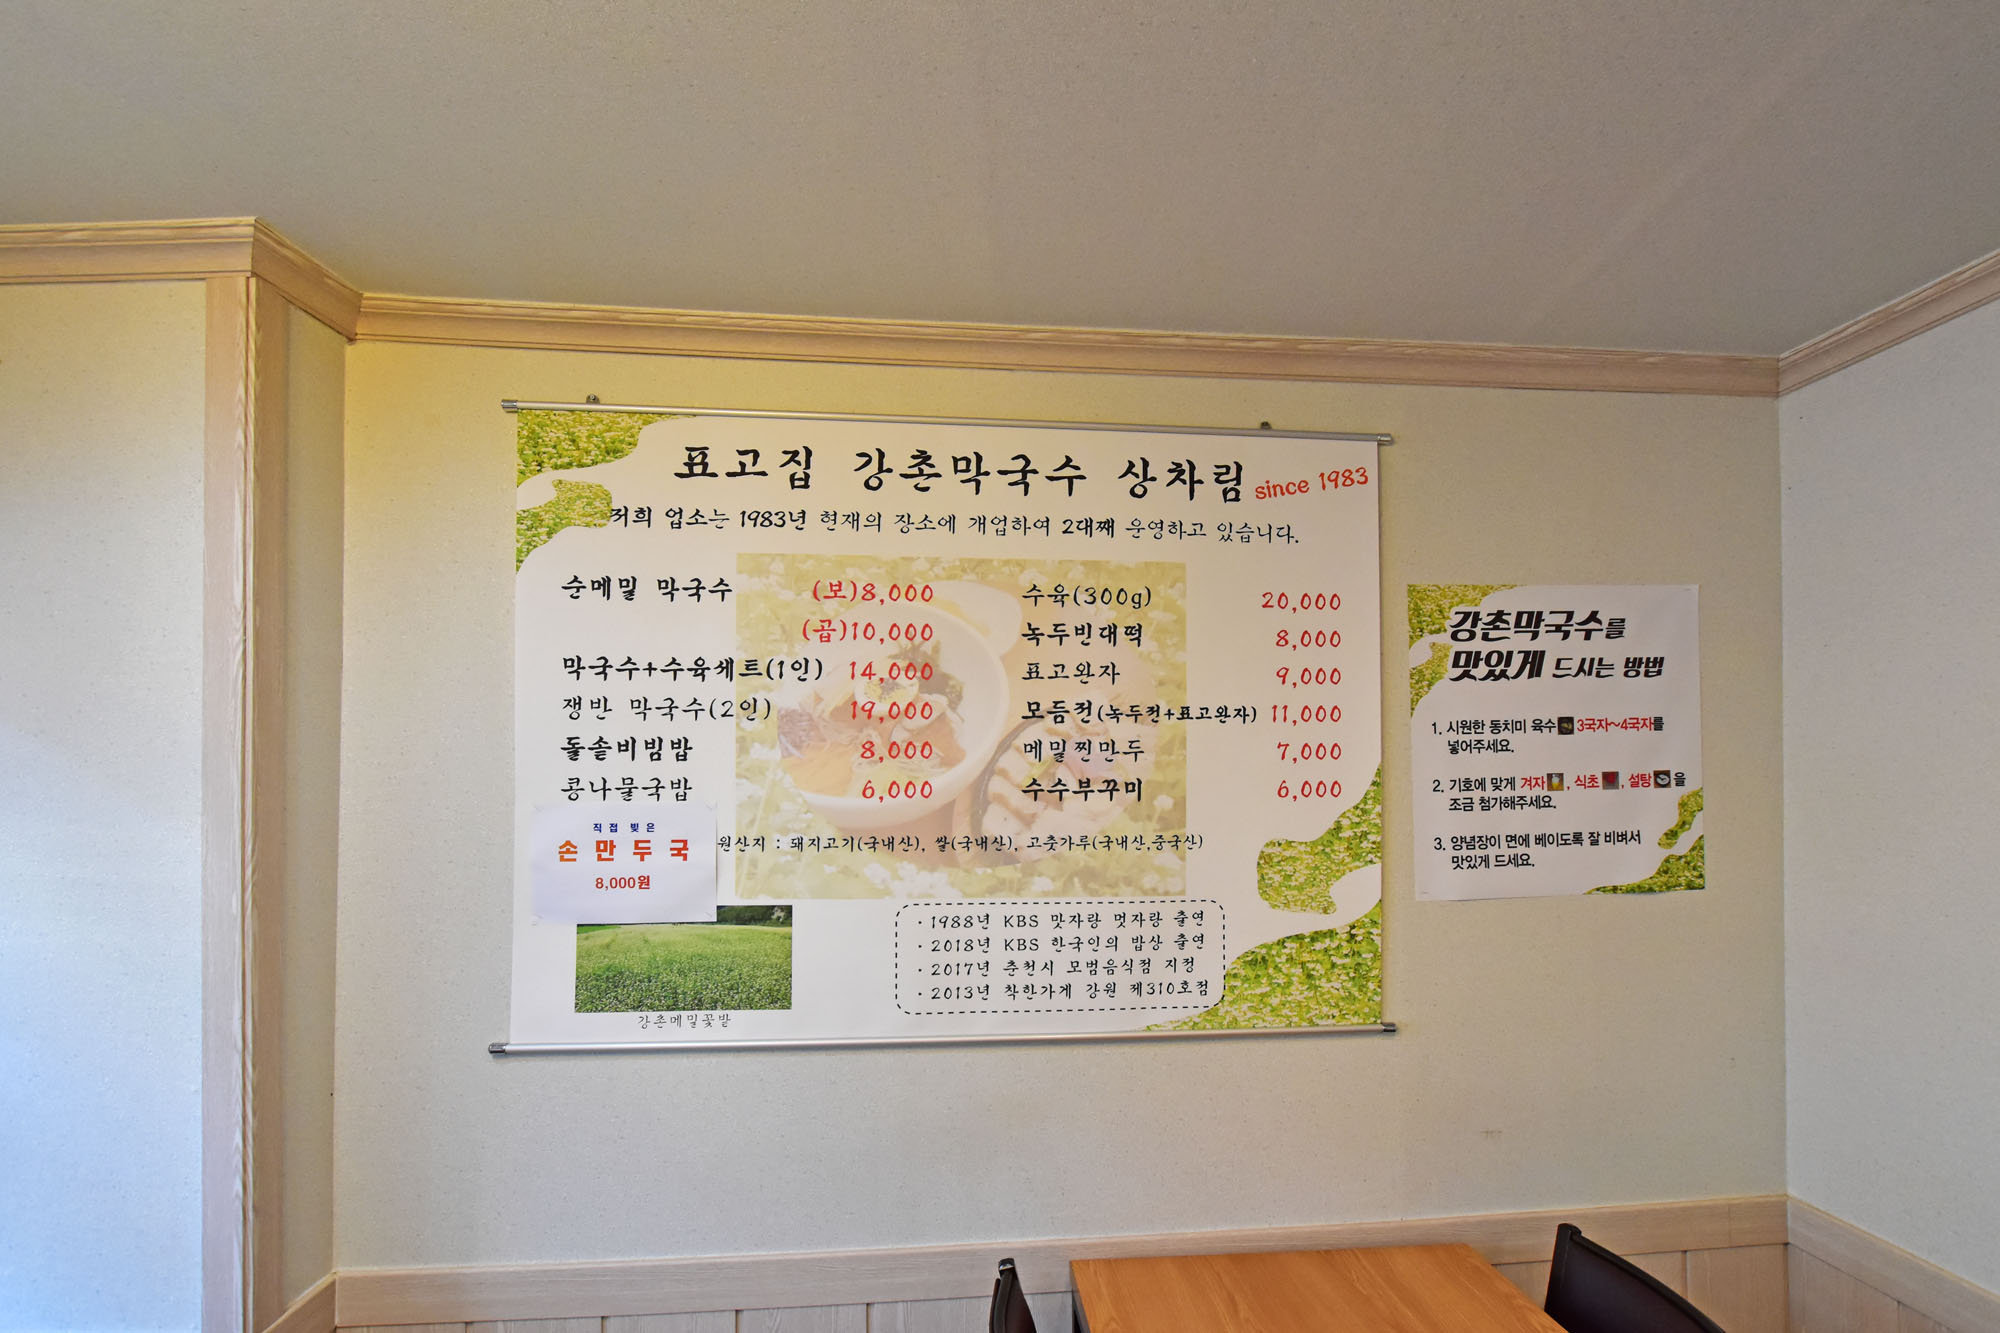 표고집 강촌막국수 상차림 since 1983
저희 업소는 1983년 현재의 장소에 개업하여 2대째 운영하고 있습니다.
순메밀 막국수 (보)8,000
(곱)10,000
막국수+수육세트(1인) 14,000
쟁반 막국수(2인) 19,000
돌솥비빔밥 8,000
콩나물국밥 6,000
수육(300g) 20,000
녹두빈대떡 8,000
표고완자 9,000
모듬전(녹두전+표고완자) 11,000
메밀찐만두 7,000
수수부꾸미 6,000
직접 빚은
손만두국
8,000원
원산지 : 돼지고기(국내산), 쌀(국내산), 고춧가루(국내산,중국산)
강촌메밀꽃밭
· 1988년 KBS 맛자랑 멋자랑 출연
· 2018년 KBS 한국인의 밥상 출연
· 2017년 춘천시 모범음식점 지정
· 2013년 착한가게 강원 제310호점
강촌막국수를
맛있게 드시는 방법
1. 시원한 동치미 육수 3국자~4국자를
넣어주세요.
2. 기호에 맞게 겨자, 식초, 설탕을
조금 첨가해주세요.
3. 양념장이 면에 베이도록 잘 비벼서
맛있게 드세요.